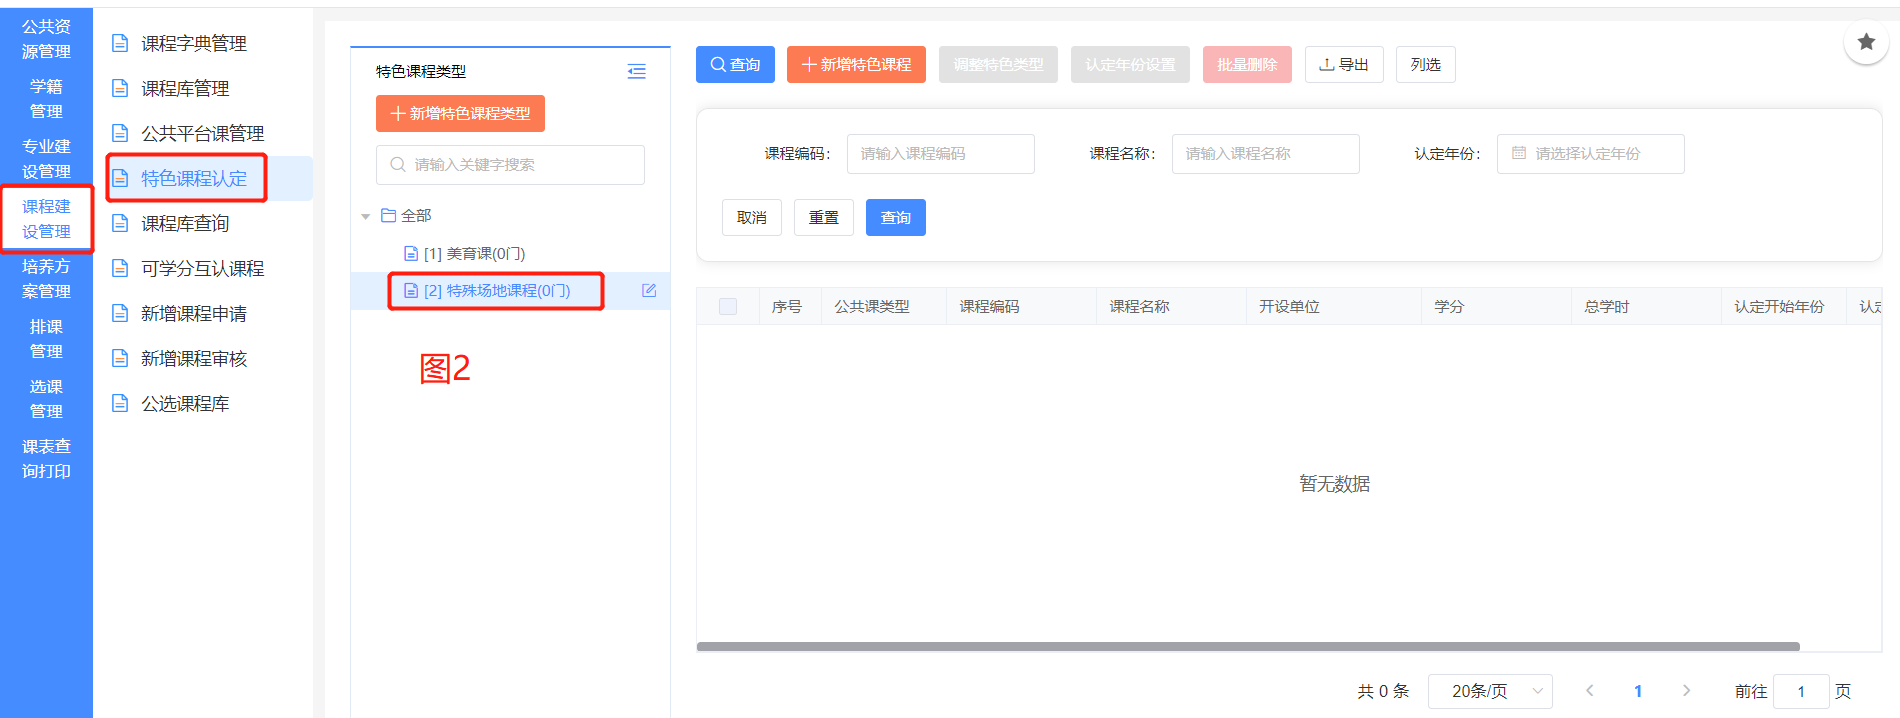 公共资
源管理
学籍
管理
专业建
设管理
课程建
设管理
培养方
案管理
排课
管理
选课
管理
课表查
询打印
课程字典管理
课程库管理
公共平台课管理
特色课程认定
课程库查询
可学分互认课程
新增课程申请
新增课程审核
公选课程库
特色课程类型
新增特色课程类型
请输入关键字搜索
全部
[1] 美育课(0门)
[2] 特殊场地课程(0门)
图2
查询 新增特色课程 调整特色类型 认定年份设置 批量删除 导出 列选
课程编码： 请输入课程编码 课程名称： 请输入课程名称 认定年份： 请选择认定年份
取消 重置 查询
序号 公共课类型 课程编码 课程名称 开设单位 学分 总学时 认定开始年份 认定
暂无数据
共 0 条 20条/页 1 前往 1 页